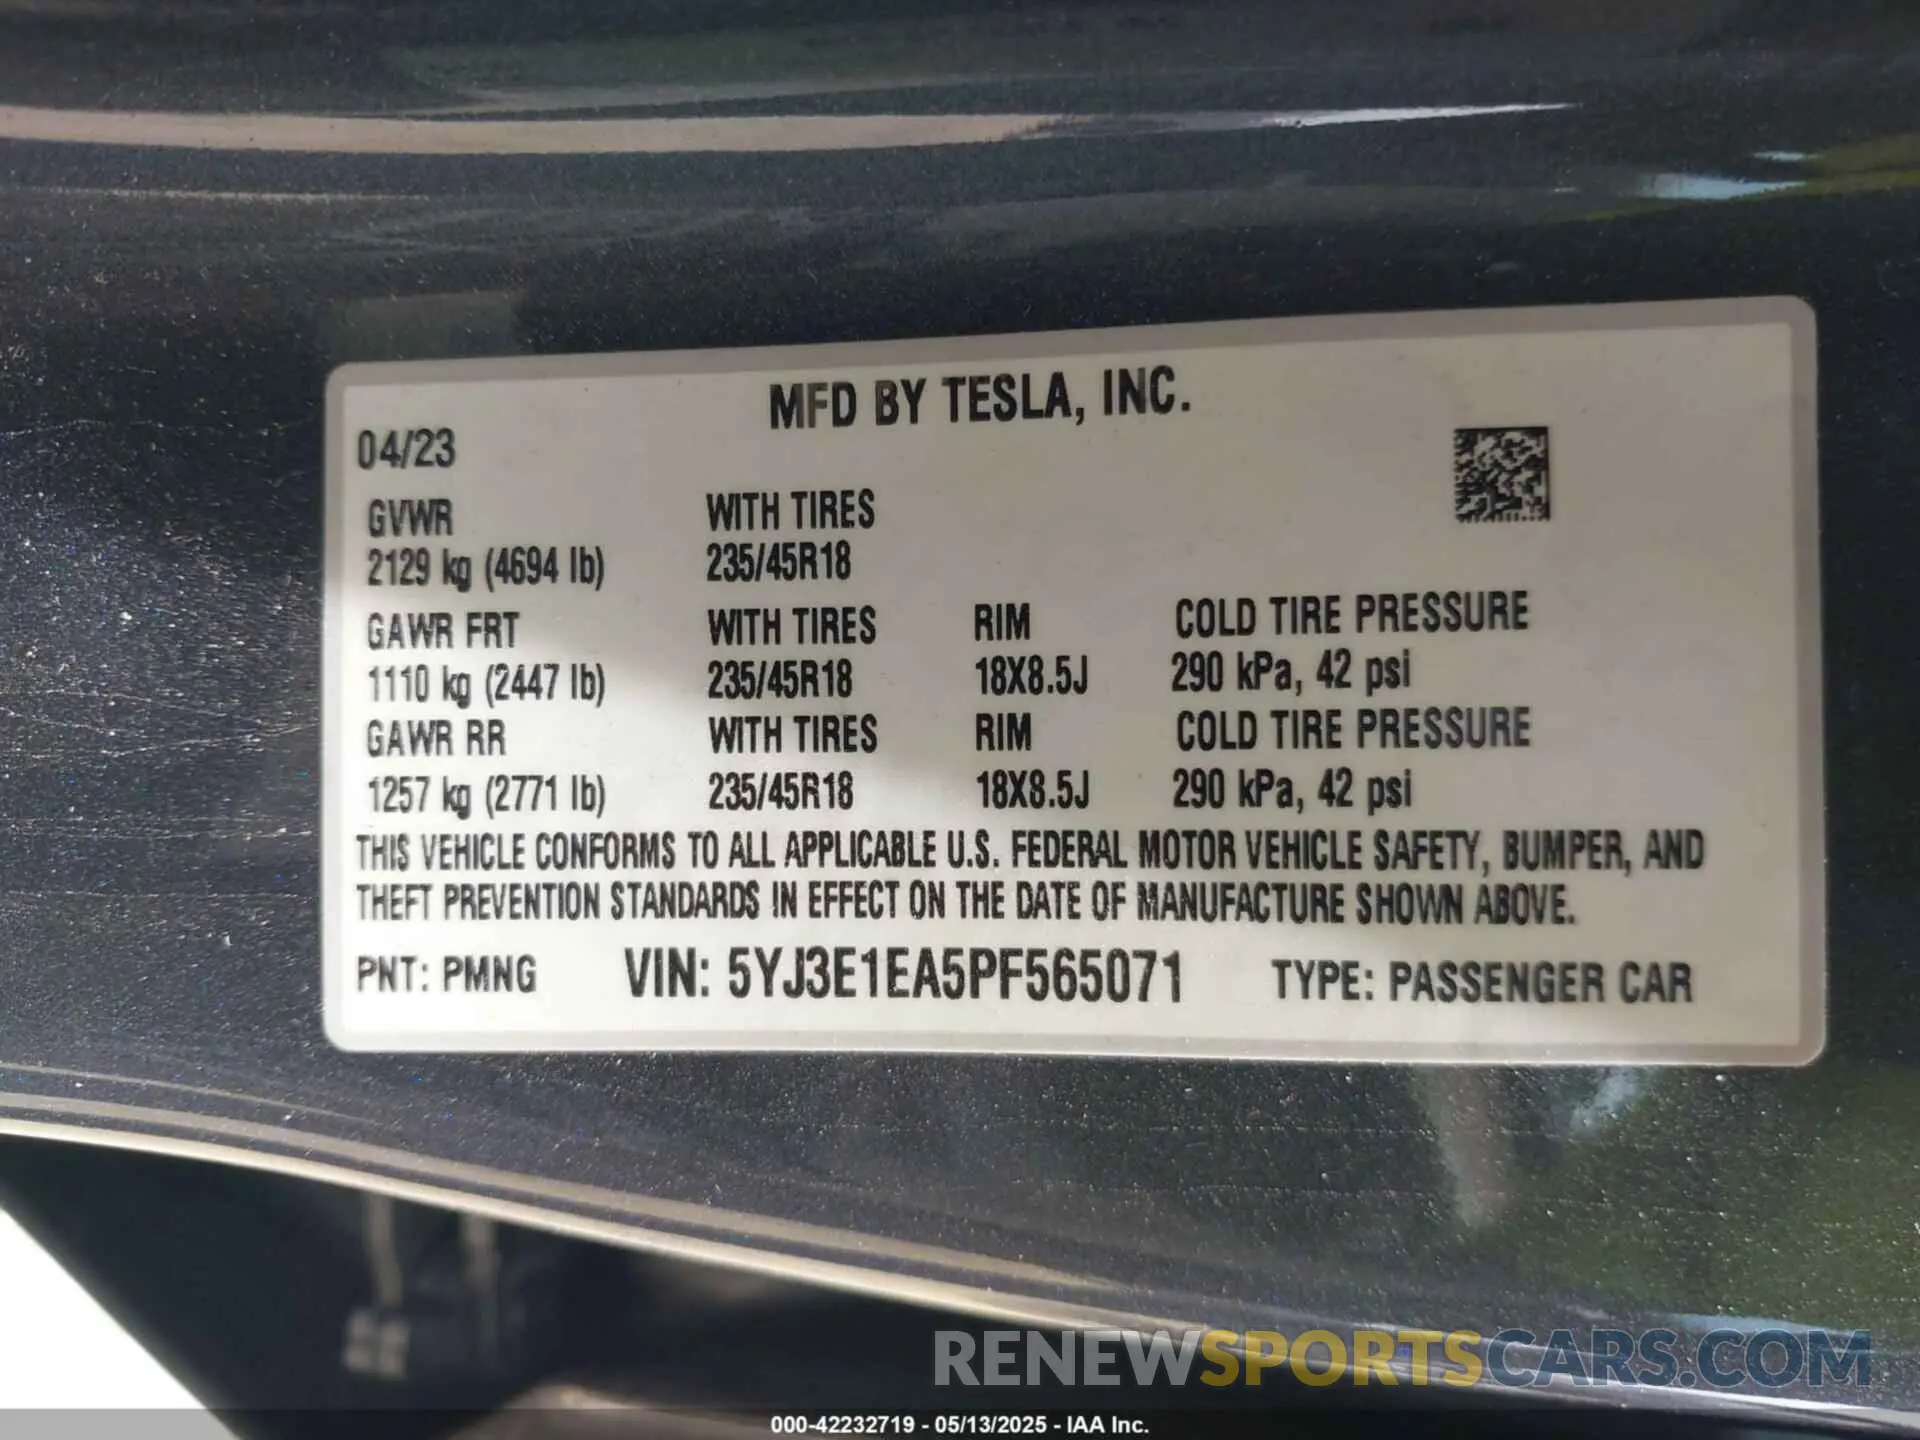 MFD BY TESLA, INC.
04/23
GVWR WITH TIRES
2129 kg (4694 lb) 235/45R18
GAWR FRT WITH TIRES RIM COLD TIRE PRESSURE
1110 kg (2447 lb) 235/45R18 18X8.5J 290 kPa, 42 psi
GAWR RR WITH TIRES RIM COLD TIRE PRESSURE
1257 kg (2771 lb) 235/45R18 18X8.5J 290 kPa, 42 psi
THIS VEHICLE CONFORMS TO ALL APPLICABLE U.S. FEDERAL MOTOR VEHICLE SAFETY, BUMPER, AND
THEFT PREVENTION STANDARDS IN EFFECT ON THE DATE OF MANUFACTURE SHOWN ABOVE.
PNT: PMNG VIN: 5YJ3E1EA5PF565071 TYPE: PASSENGER CAR
RENEWSPORTSCARS.COM
000-42232719 - 05/13/2025 - IAA Inc.